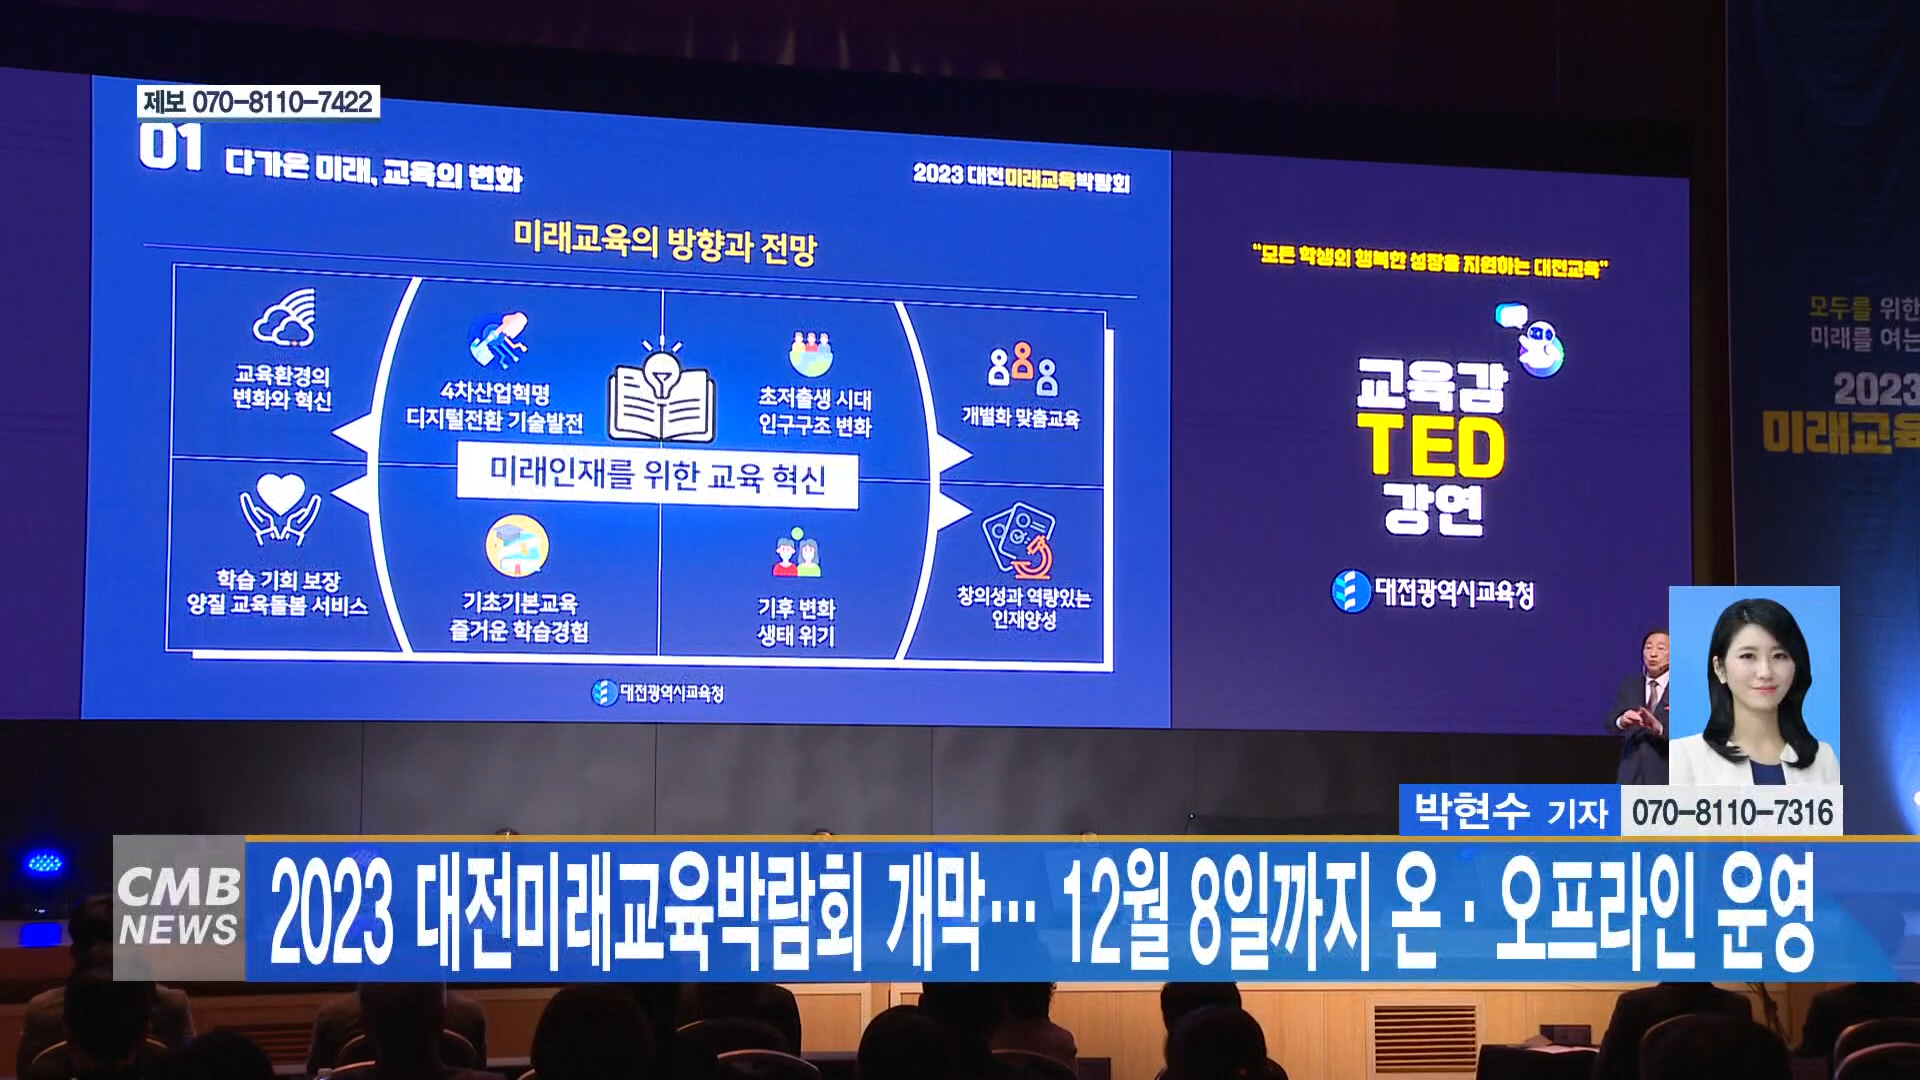 제보 070-8110-7422
01 다가온 미래, 교육의 변화
2023 대전미래교육박람회
미래교육의 방향과 전망
교육환경의
변화와 혁신
4차산업혁명
디지털전환 기술발전
초저출생 시대
인구구조 변화
개별화 맞춤교육
미래인재를 위한 교육 혁신
학습 기회 보장
양질 교육돌봄 서비스
기초기본교육
즐거운 학습경험
기후 변화
생태 위기
창의성과 역량있는
인재양성
대전광역시교육청
"모든 학생의 행복한 성장을 지원하는 대전교육"
교육감
TED
강연
대전광역시교육청
모두를 위한
미래를 여는
2023
미래교육
박현수 기자 070-8110-7316
CMB
NEWS
2023 대전미래교육박람회 개막… 12월 8일까지 온·오프라인 운영